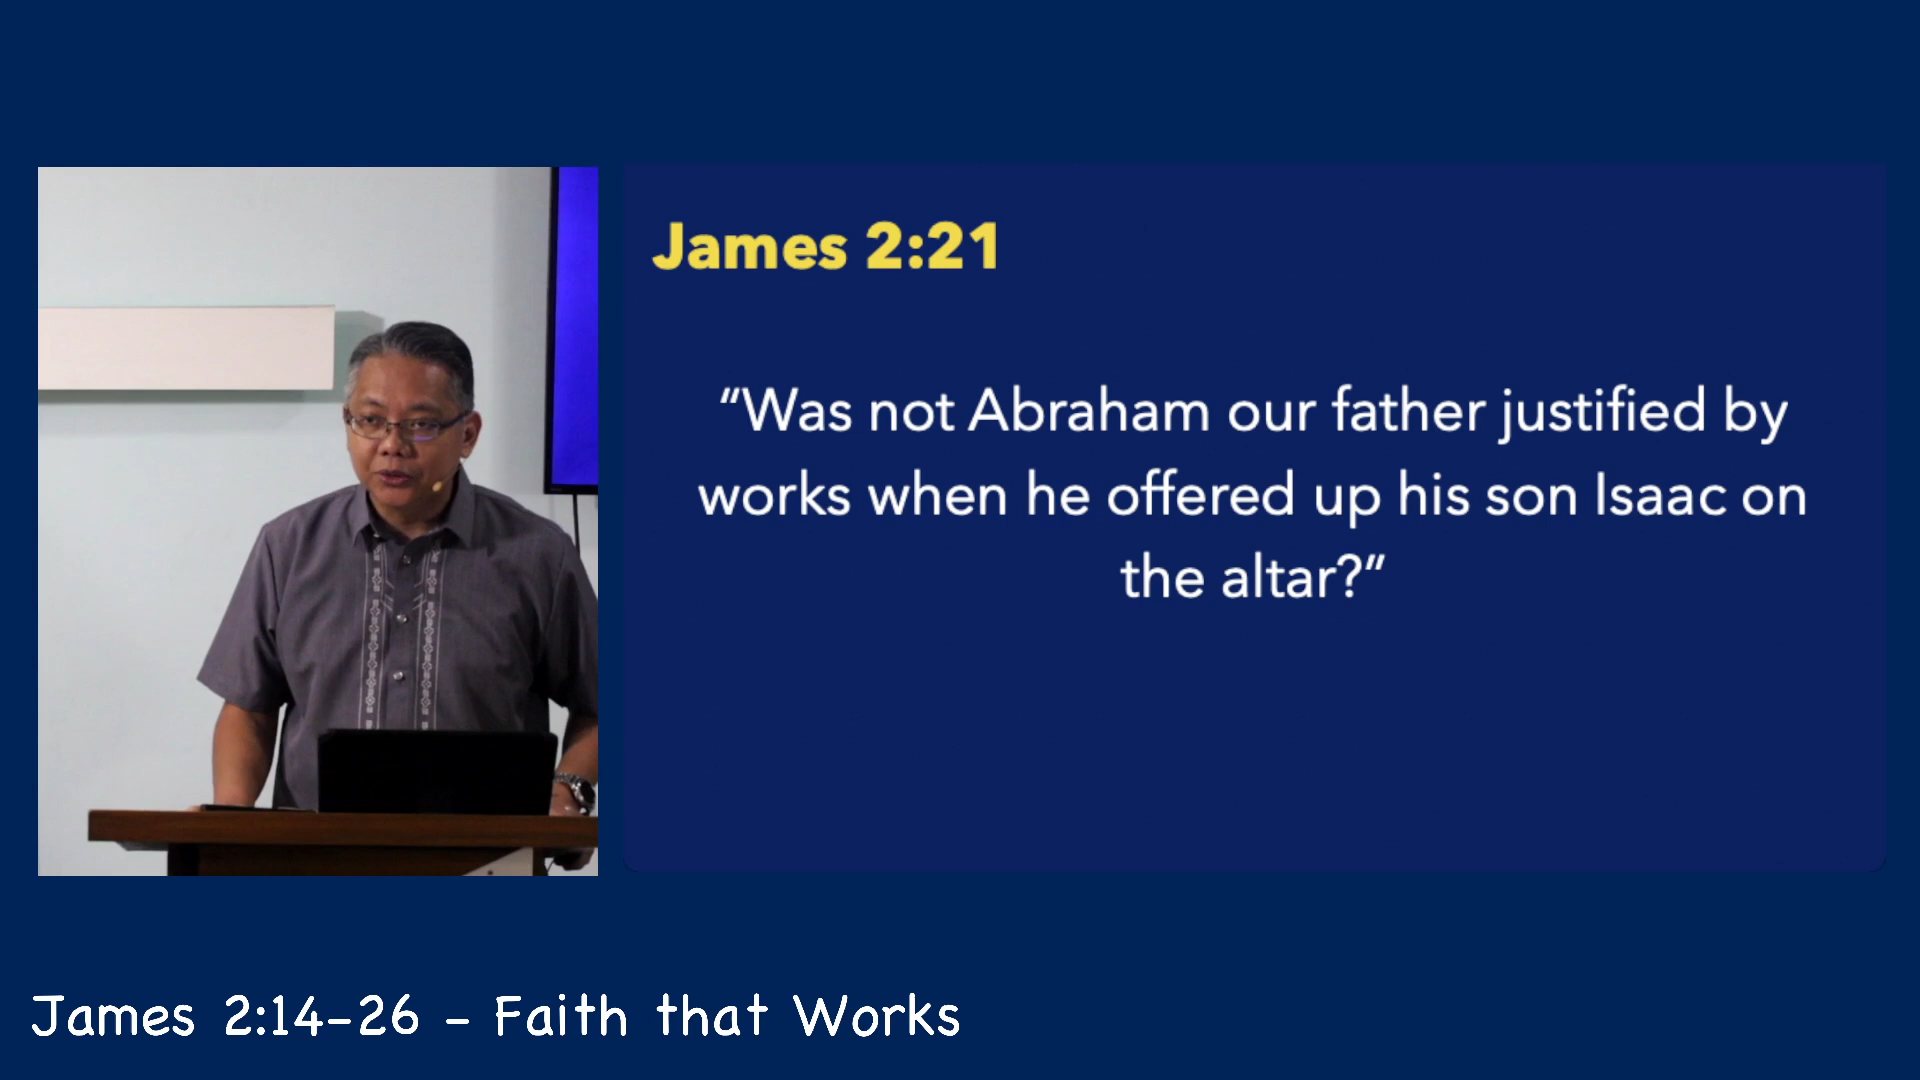 James 2:21
“Was not Abraham our father justified by
works when he offered up his son Isaac on
the altar?”
James 2:14-26 - Faith that Works